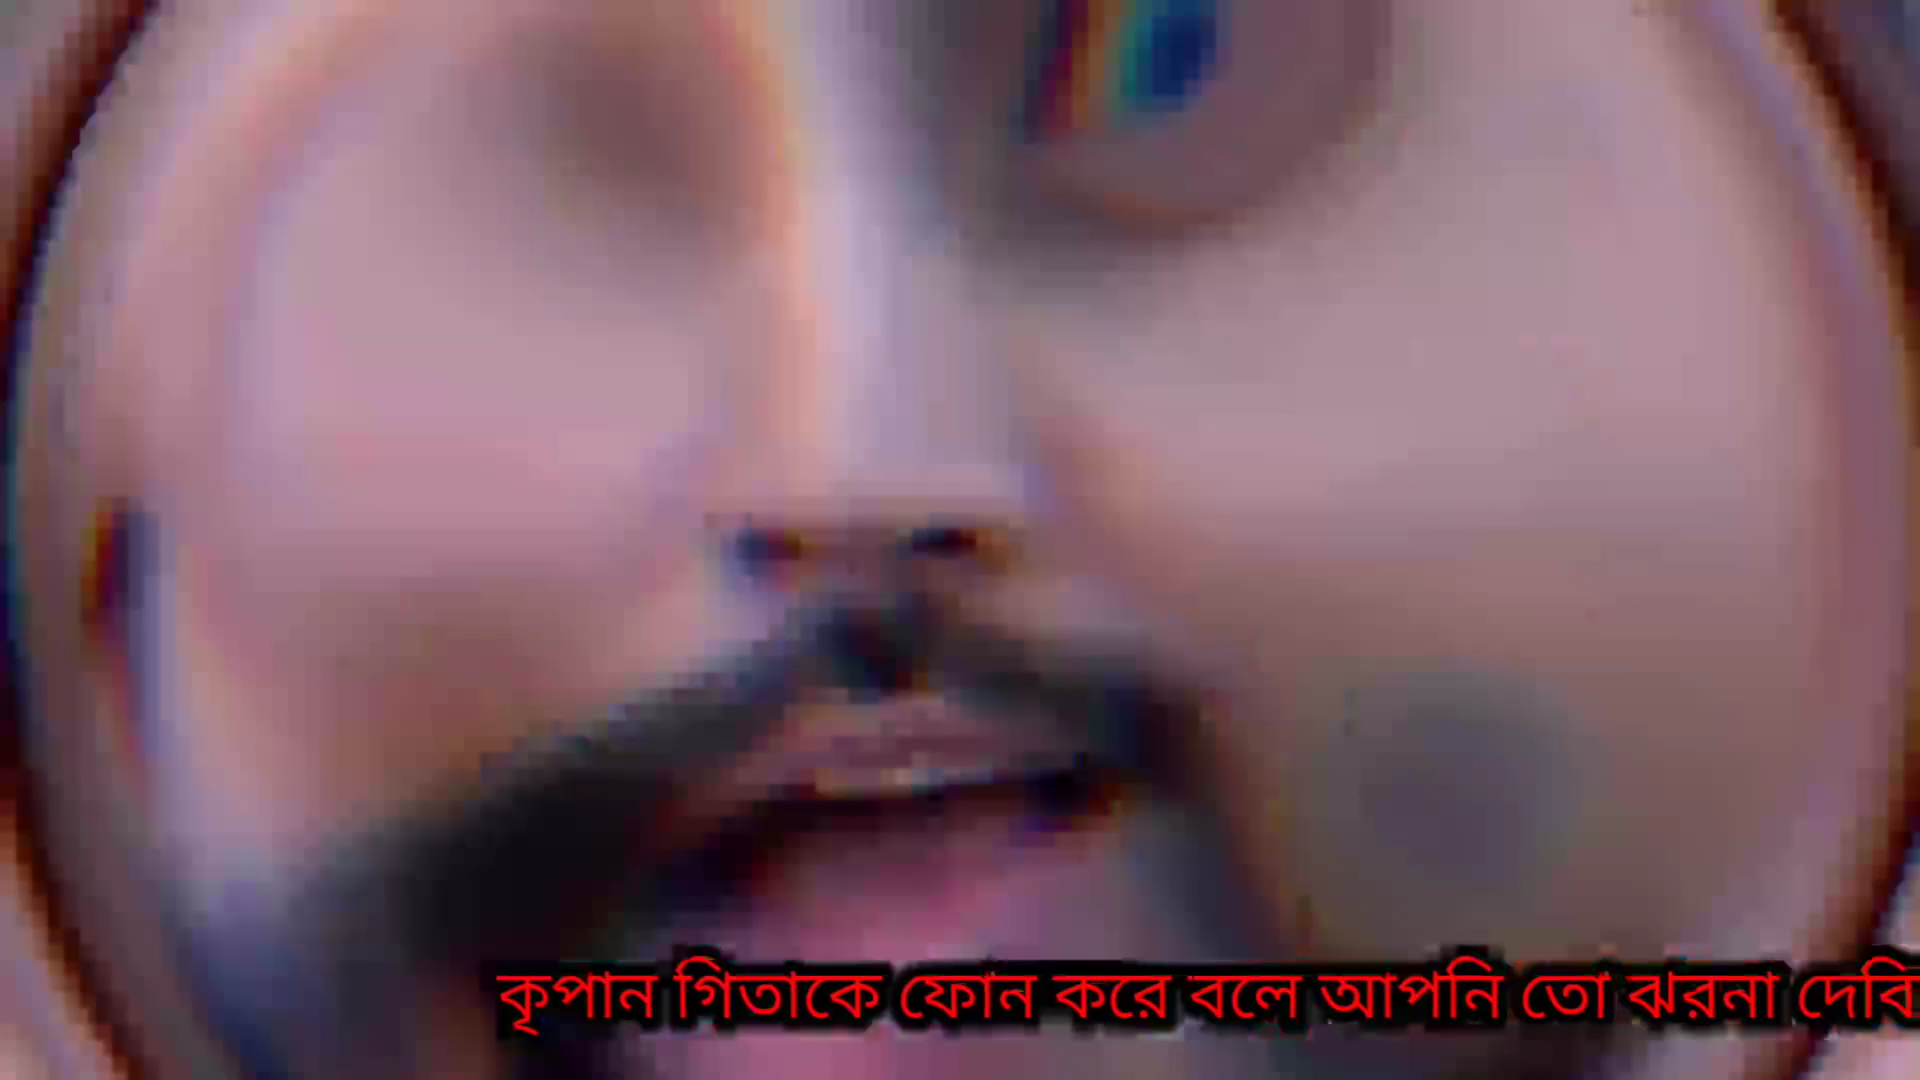 কৃপান গিতাকে ফোন করে বলে আপনি তো ঝরনা দেবি